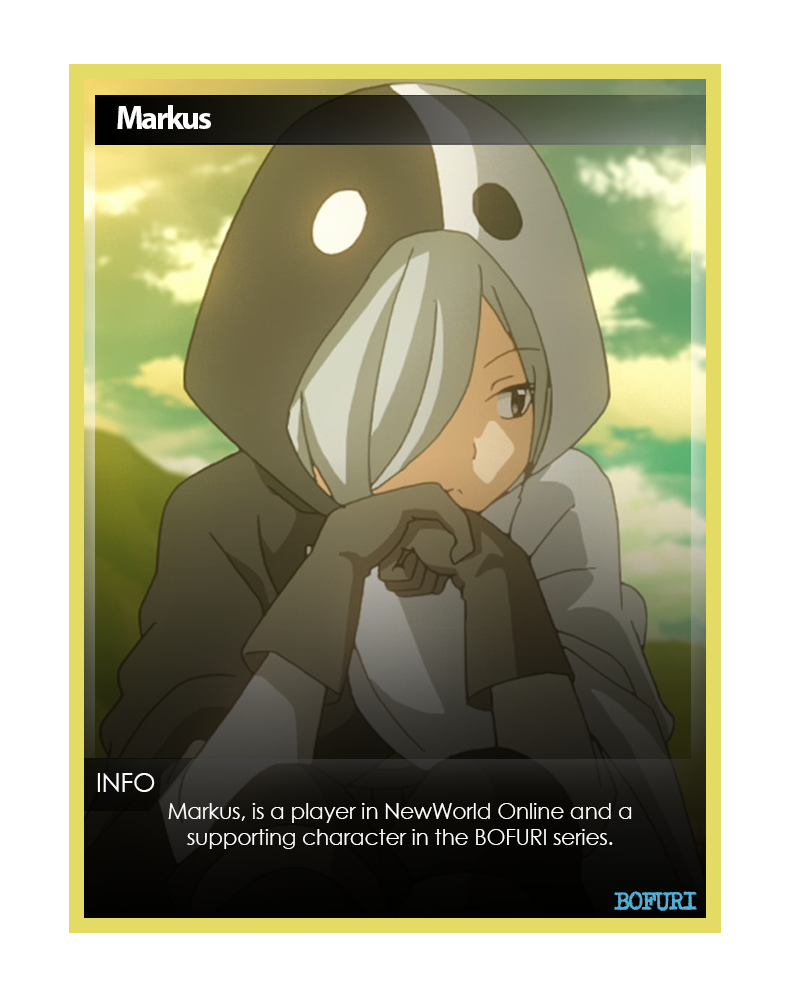 Markus
INFO
Markus, is a player in NewWorld Online and a
supporting character in the BOFURI series.
BOFURI